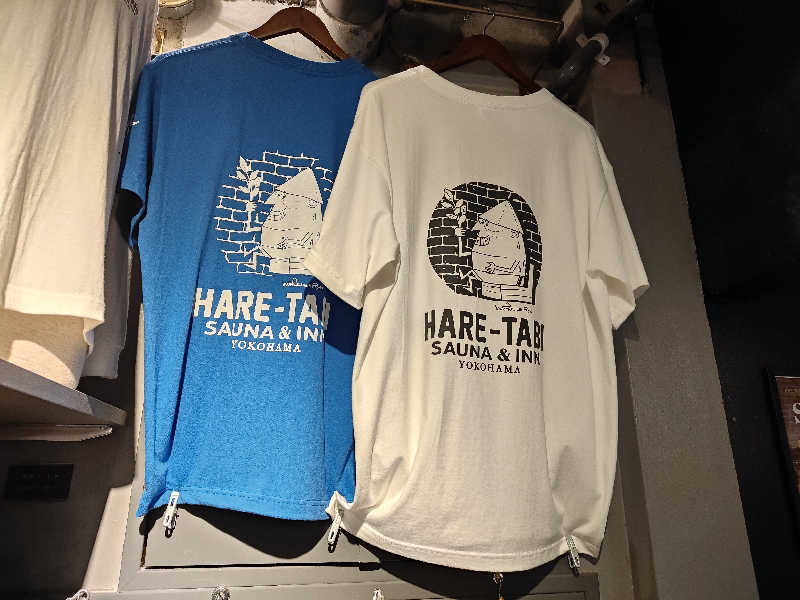 HARE-TAB
SAUNA & INN
YOKOHAMA
HARE-TABI
SAUNA & INN
YOKOHAMA